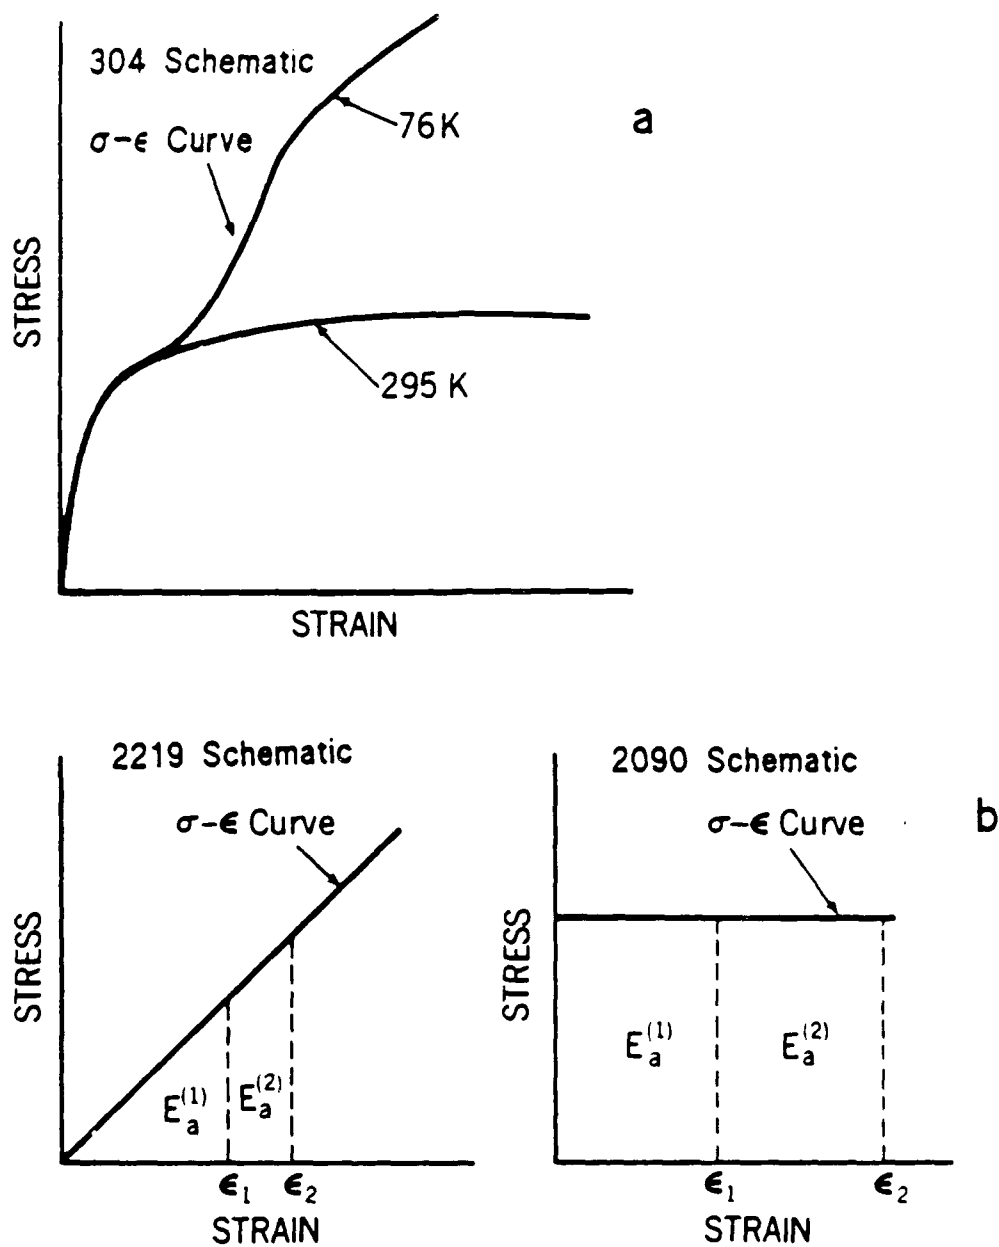 304 Schematic
σ-ϵ Curve
76K
a
295 K
STRESS
STRAIN
2219 Schematic
σ-ϵ Curve
STRESS
E_a^(1)
E_a^(2)
ϵ_1
ϵ_2
STRAIN
2090 Schematic
σ-ϵ Curve
b
STRESS
E_a^(1)
E_a^(2)
ϵ_1
ϵ_2
STRAIN